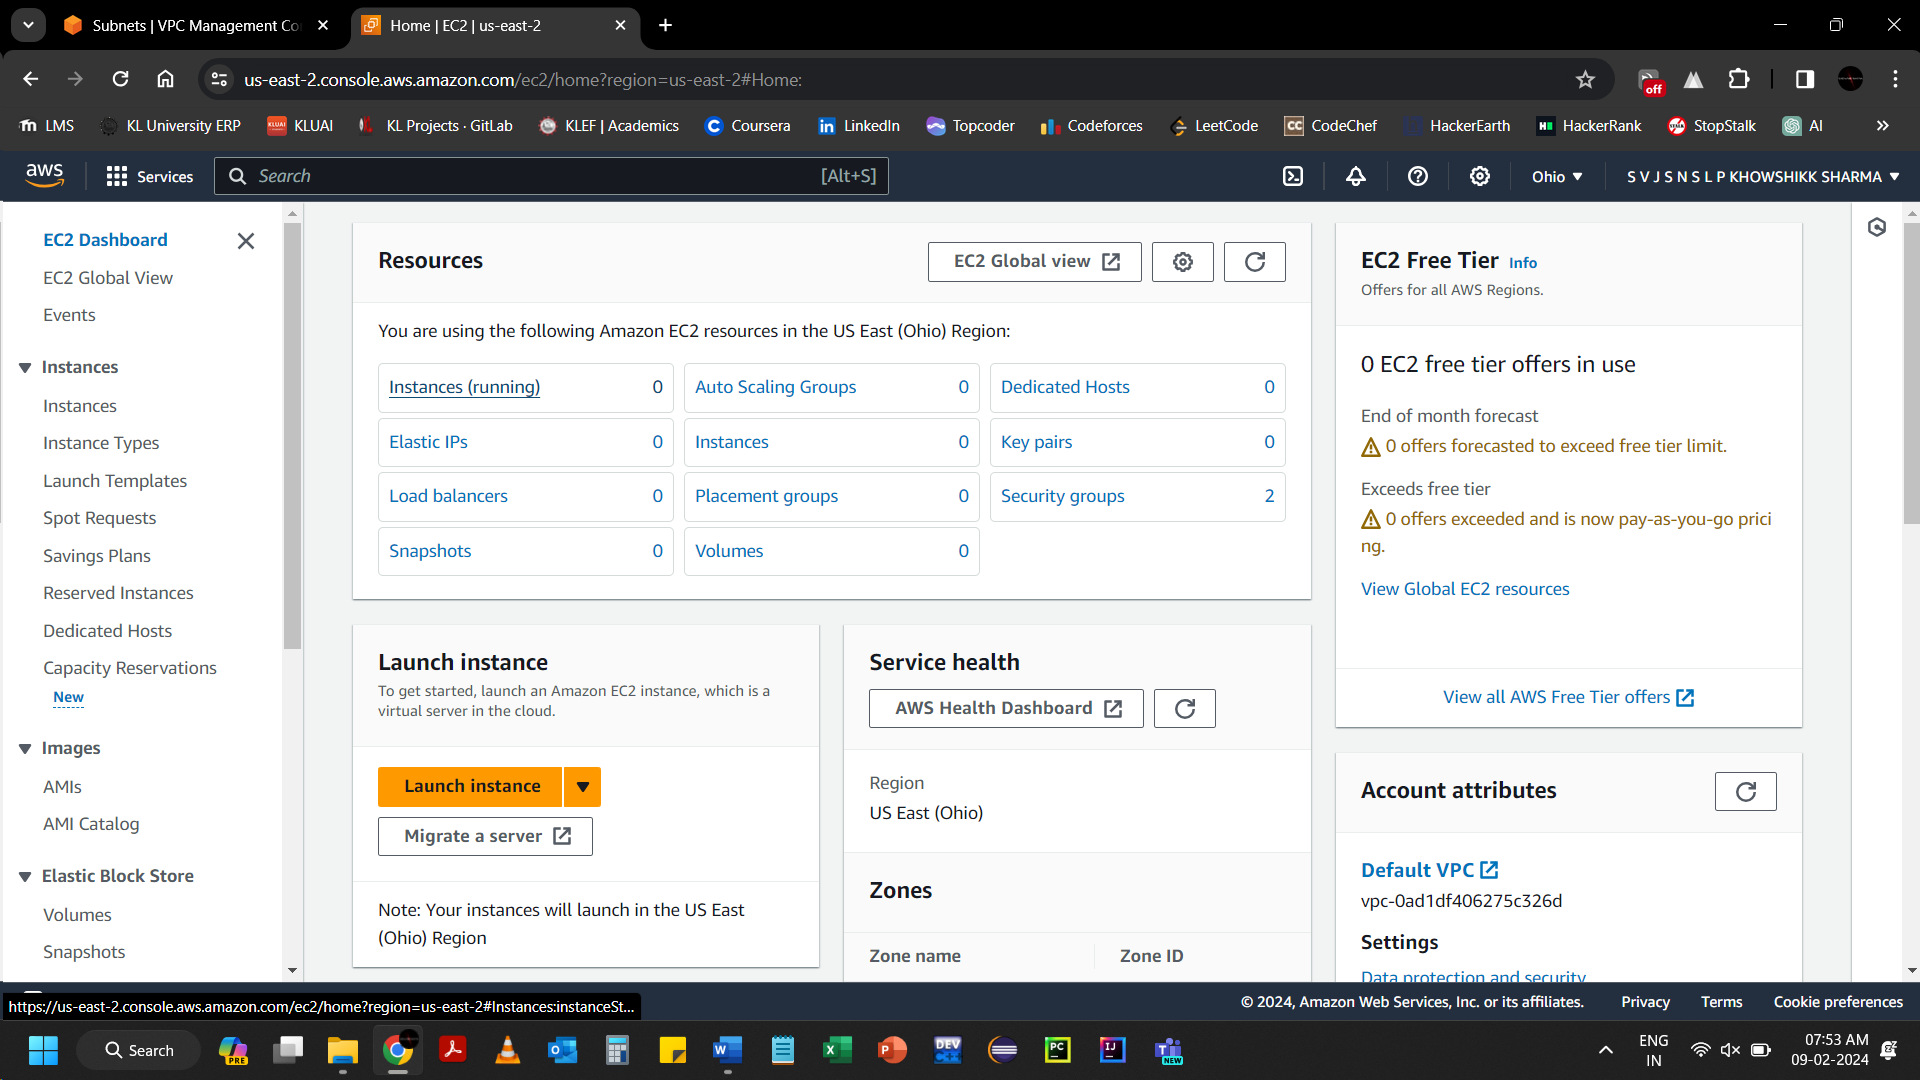 Subnets | VPC Management Co
Home | EC2 | us-east-2
us-east-2.console.aws.amazon.com/ec2/home?region=us-east-2#Home:
off
LMS
KL University ERP
KLUAI
KL Projects · GitLab
KLEF | Academics
Coursera
LinkedIn
Topcoder
Codeforces
LeetCode
CodeChef
HackerEarth
HackerRank
StopStalk
AI
aws
Services
Search
[Alt+S]
Ohio
S V J S N S L P KHOWSHIKK SHARMA
EC2 Dashboard
EC2 Global View
Events
Instances
Instances
Instance Types
Launch Templates
Spot Requests
Savings Plans
Reserved Instances
Dedicated Hosts
Capacity Reservations
New
Images
AMIs
AMI Catalog
Elastic Block Store
Volumes
Snapshots
Resources
EC2 Global view
You are using the following Amazon EC2 resources in the US East (Ohio) Region:
Instances (running) 0
Auto Scaling Groups 0
Dedicated Hosts 0
Elastic IPs 0
Instances 0
Key pairs 0
Load balancers 0
Placement groups 0
Security groups 2
Snapshots 0
Volumes 0
Launch instance
To get started, launch an Amazon EC2 instance, which is a
virtual server in the cloud.
Launch instance
Migrate a server
Note: Your instances will launch in the US East
(Ohio) Region
Service health
AWS Health Dashboard
Region
US East (Ohio)
Zones
Zone name
Zone ID
EC2 Free Tier Info
Offers for all AWS Regions.
0 EC2 free tier offers in use
End of month forecast
0 offers forecasted to exceed free tier limit.
Exceeds free tier
0 offers exceeded and is now pay-as-you-go prici
ng.
View Global EC2 resources
View all AWS Free Tier offers
Account attributes
Default VPC
vpc-0ad1df406275c326d
Settings
Data protection and security
https://us-east-2.console.aws.amazon.com/ec2/home?region=us-east-2#Instances:instanceSt...
© 2024, Amazon Web Services, Inc. or its affiliates.
Privacy
Terms
Cookie preferences
Search
PRE
DEV
PC
IJ
NEW
ENG
IN
07:53 AM
09-02-2024